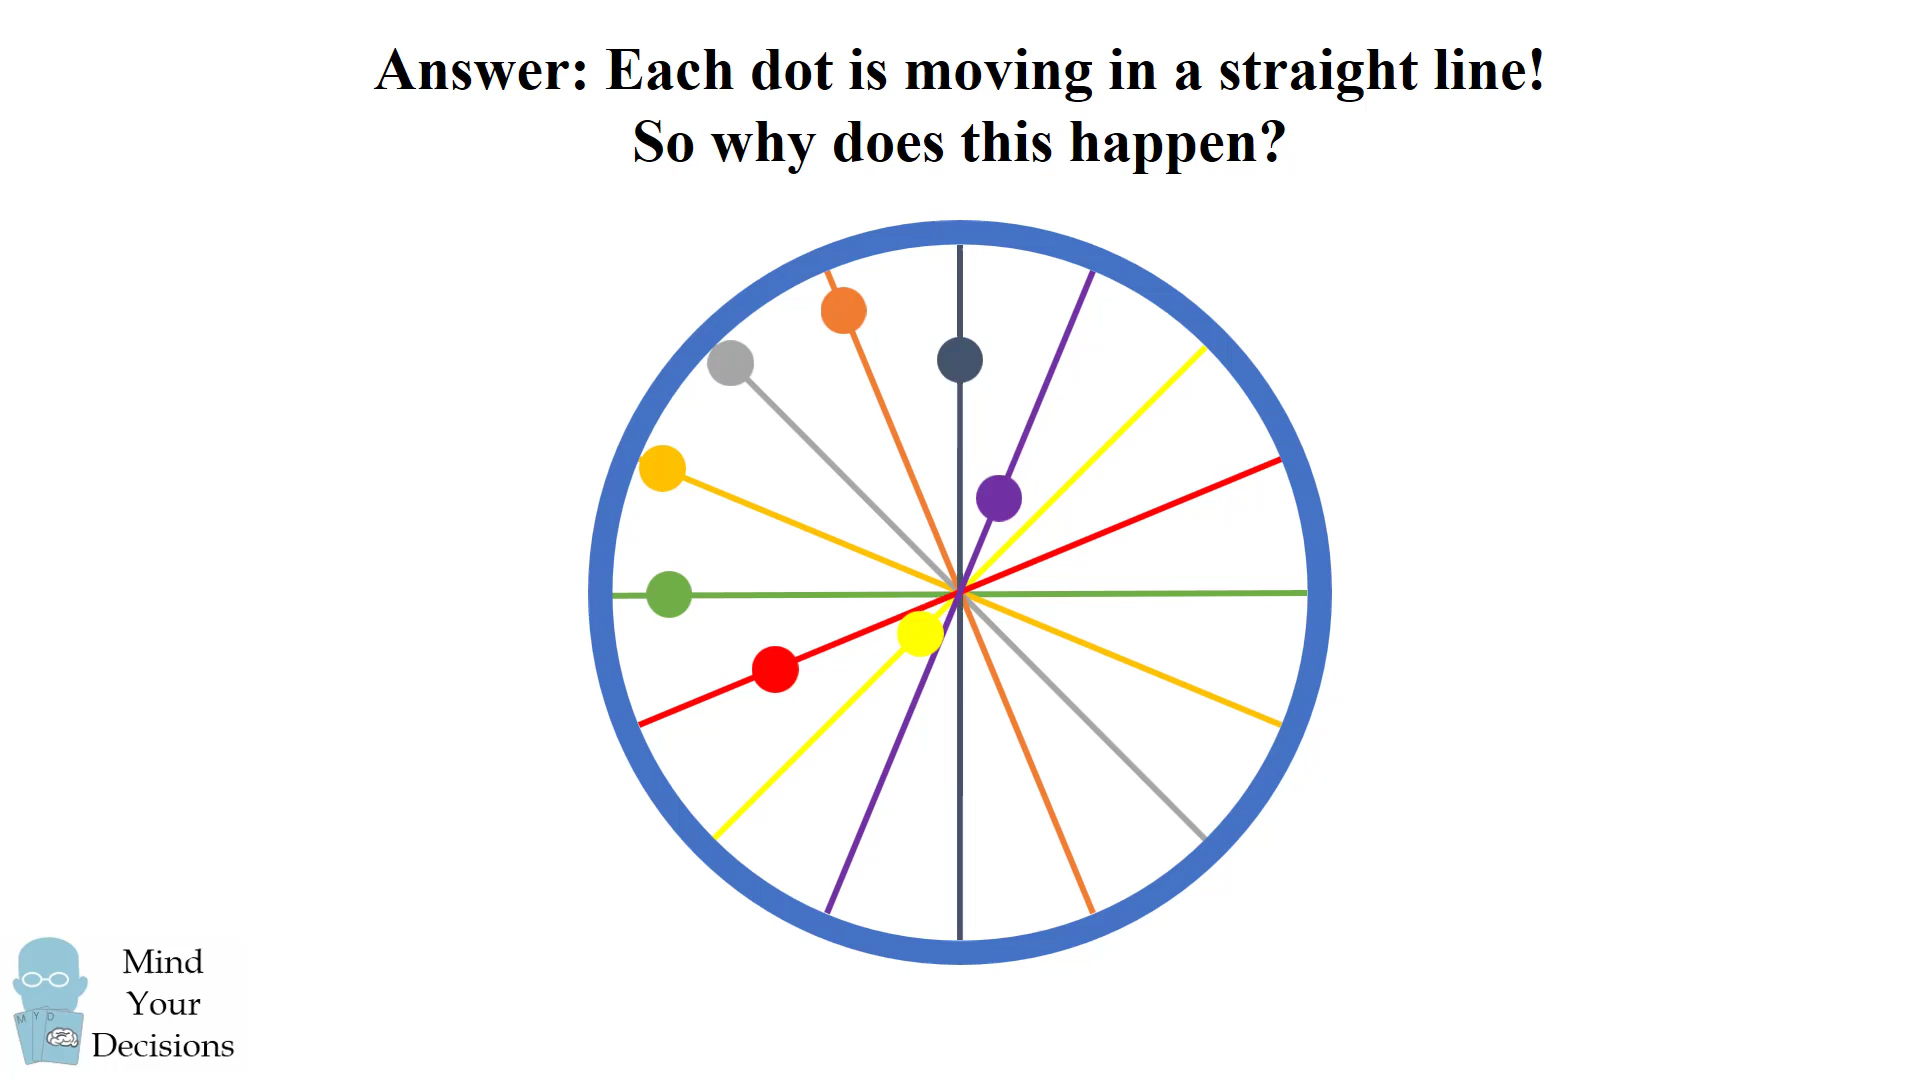 Answer: Each dot is moving in a straight line!
So why does this happen?
M Y D
Mind
Your
Decisions